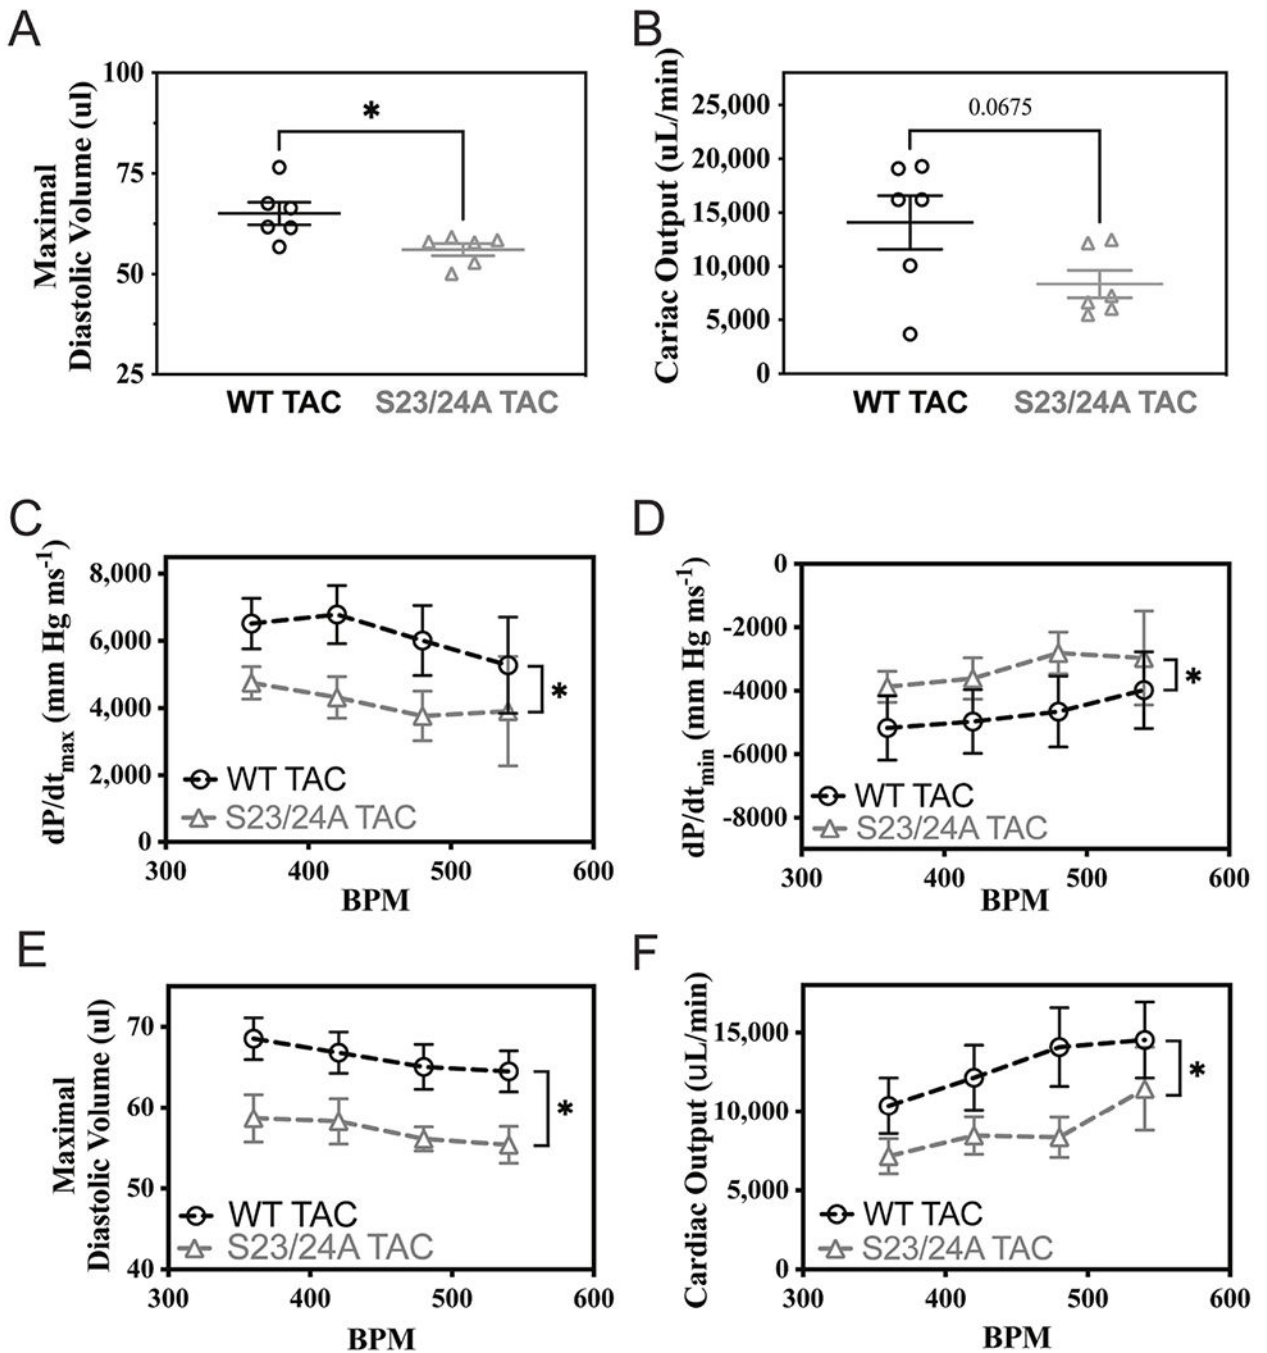 A
Maximal
Diastolic Volume (ul)
100
75
50
25
*
WT TAC
S23/24A TAC
B
Cariac Output (uL/min)
25,000
20,000
15,000
10,000
5,000
0
0.0675
WT TAC
S23/24A TAC
C
dP/dtmax (mm Hg ms-1)
8,000
6,000
4,000
2,000
0
*
WT TAC
S23/24A TAC
300
400
500
600
BPM
D
dP/dtmin (mm Hg ms-1)
0
-2000
-4000
-6000
-8000
*
WT TAC
S23/24A TAC
300
400
500
600
BPM
E
Maximal
Diastolic Volume (ul)
70
60
50
40
*
WT TAC
S23/24A TAC
300
400
500
600
BPM
F
Cardiac Output (uL/min)
15,000
10,000
5,000
0
*
WT TAC
S23/24A TAC
300
400
500
600
BPM